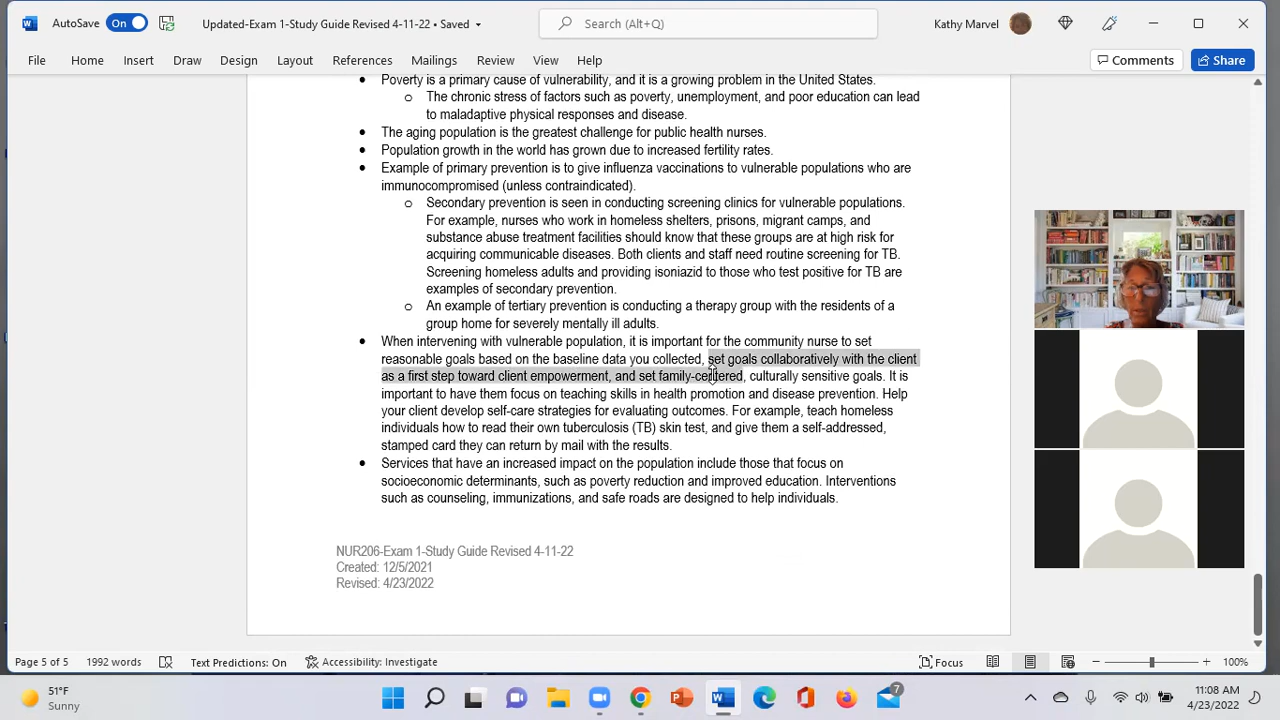 AutoSave On Updated-Exam 1-Study Guide Revised 4-11-22 • Saved Search (Alt+Q) Kathy Marvel
File Home Insert Draw Design Layout References Mailings Review View Help Comments Share
• Poverty is a primary cause of vulnerability, and it is a growing problem in the United States.
o The chronic stress of factors such as poverty, unemployment, and poor education can lead
to maladaptive physical responses and disease.
• The aging population is the greatest challenge for public health nurses.
• Population growth in the world has grown due to increased fertility rates.
• Example of primary prevention is to give influenza vaccinations to vulnerable populations who are
immunocompromised (unless contraindicated).
o Secondary prevention is seen in conducting screening clinics for vulnerable populations.
For example, nurses who work in homeless shelters, prisons, migrant camps, and
substance abuse treatment facilities should know that these groups are at high risk for
acquiring communicable diseases. Both clients and staff need routine screening for TB.
Screening homeless adults and providing isoniazid to those who test positive for TB are
examples of secondary prevention.
o An example of tertiary prevention is conducting a therapy group with the residents of a
group home for severely mentally ill adults.
• When intervening with vulnerable population, it is important for the community nurse to set
reasonable goals based on the baseline data you collected, set goals collaboratively with the client
as a first step toward client empowerment, and set family-centered, culturally sensitive goals. It is
important to have them focus on teaching skills in health promotion and disease prevention. Help
your client develop self-care strategies for evaluating outcomes. For example, teach homeless
individuals how to read their own tuberculosis (TB) skin test, and give them a self-addressed,
stamped card they can return by mail with the results.
• Services that have an increased impact on the population include those that focus on
socioeconomic determinants, such as poverty reduction and improved education. Interventions
such as counseling, immunizations, and safe roads are designed to help individuals.
NUR206-Exam 1-Study Guide Revised 4-11-22
Created: 12/5/2021
Revised: 4/23/2022
Page 5 of 5 1992 words Text Predictions: On Accessibility: Investigate Focus 100%
51°F
Sunny
7
11:08 AM
4/23/2022